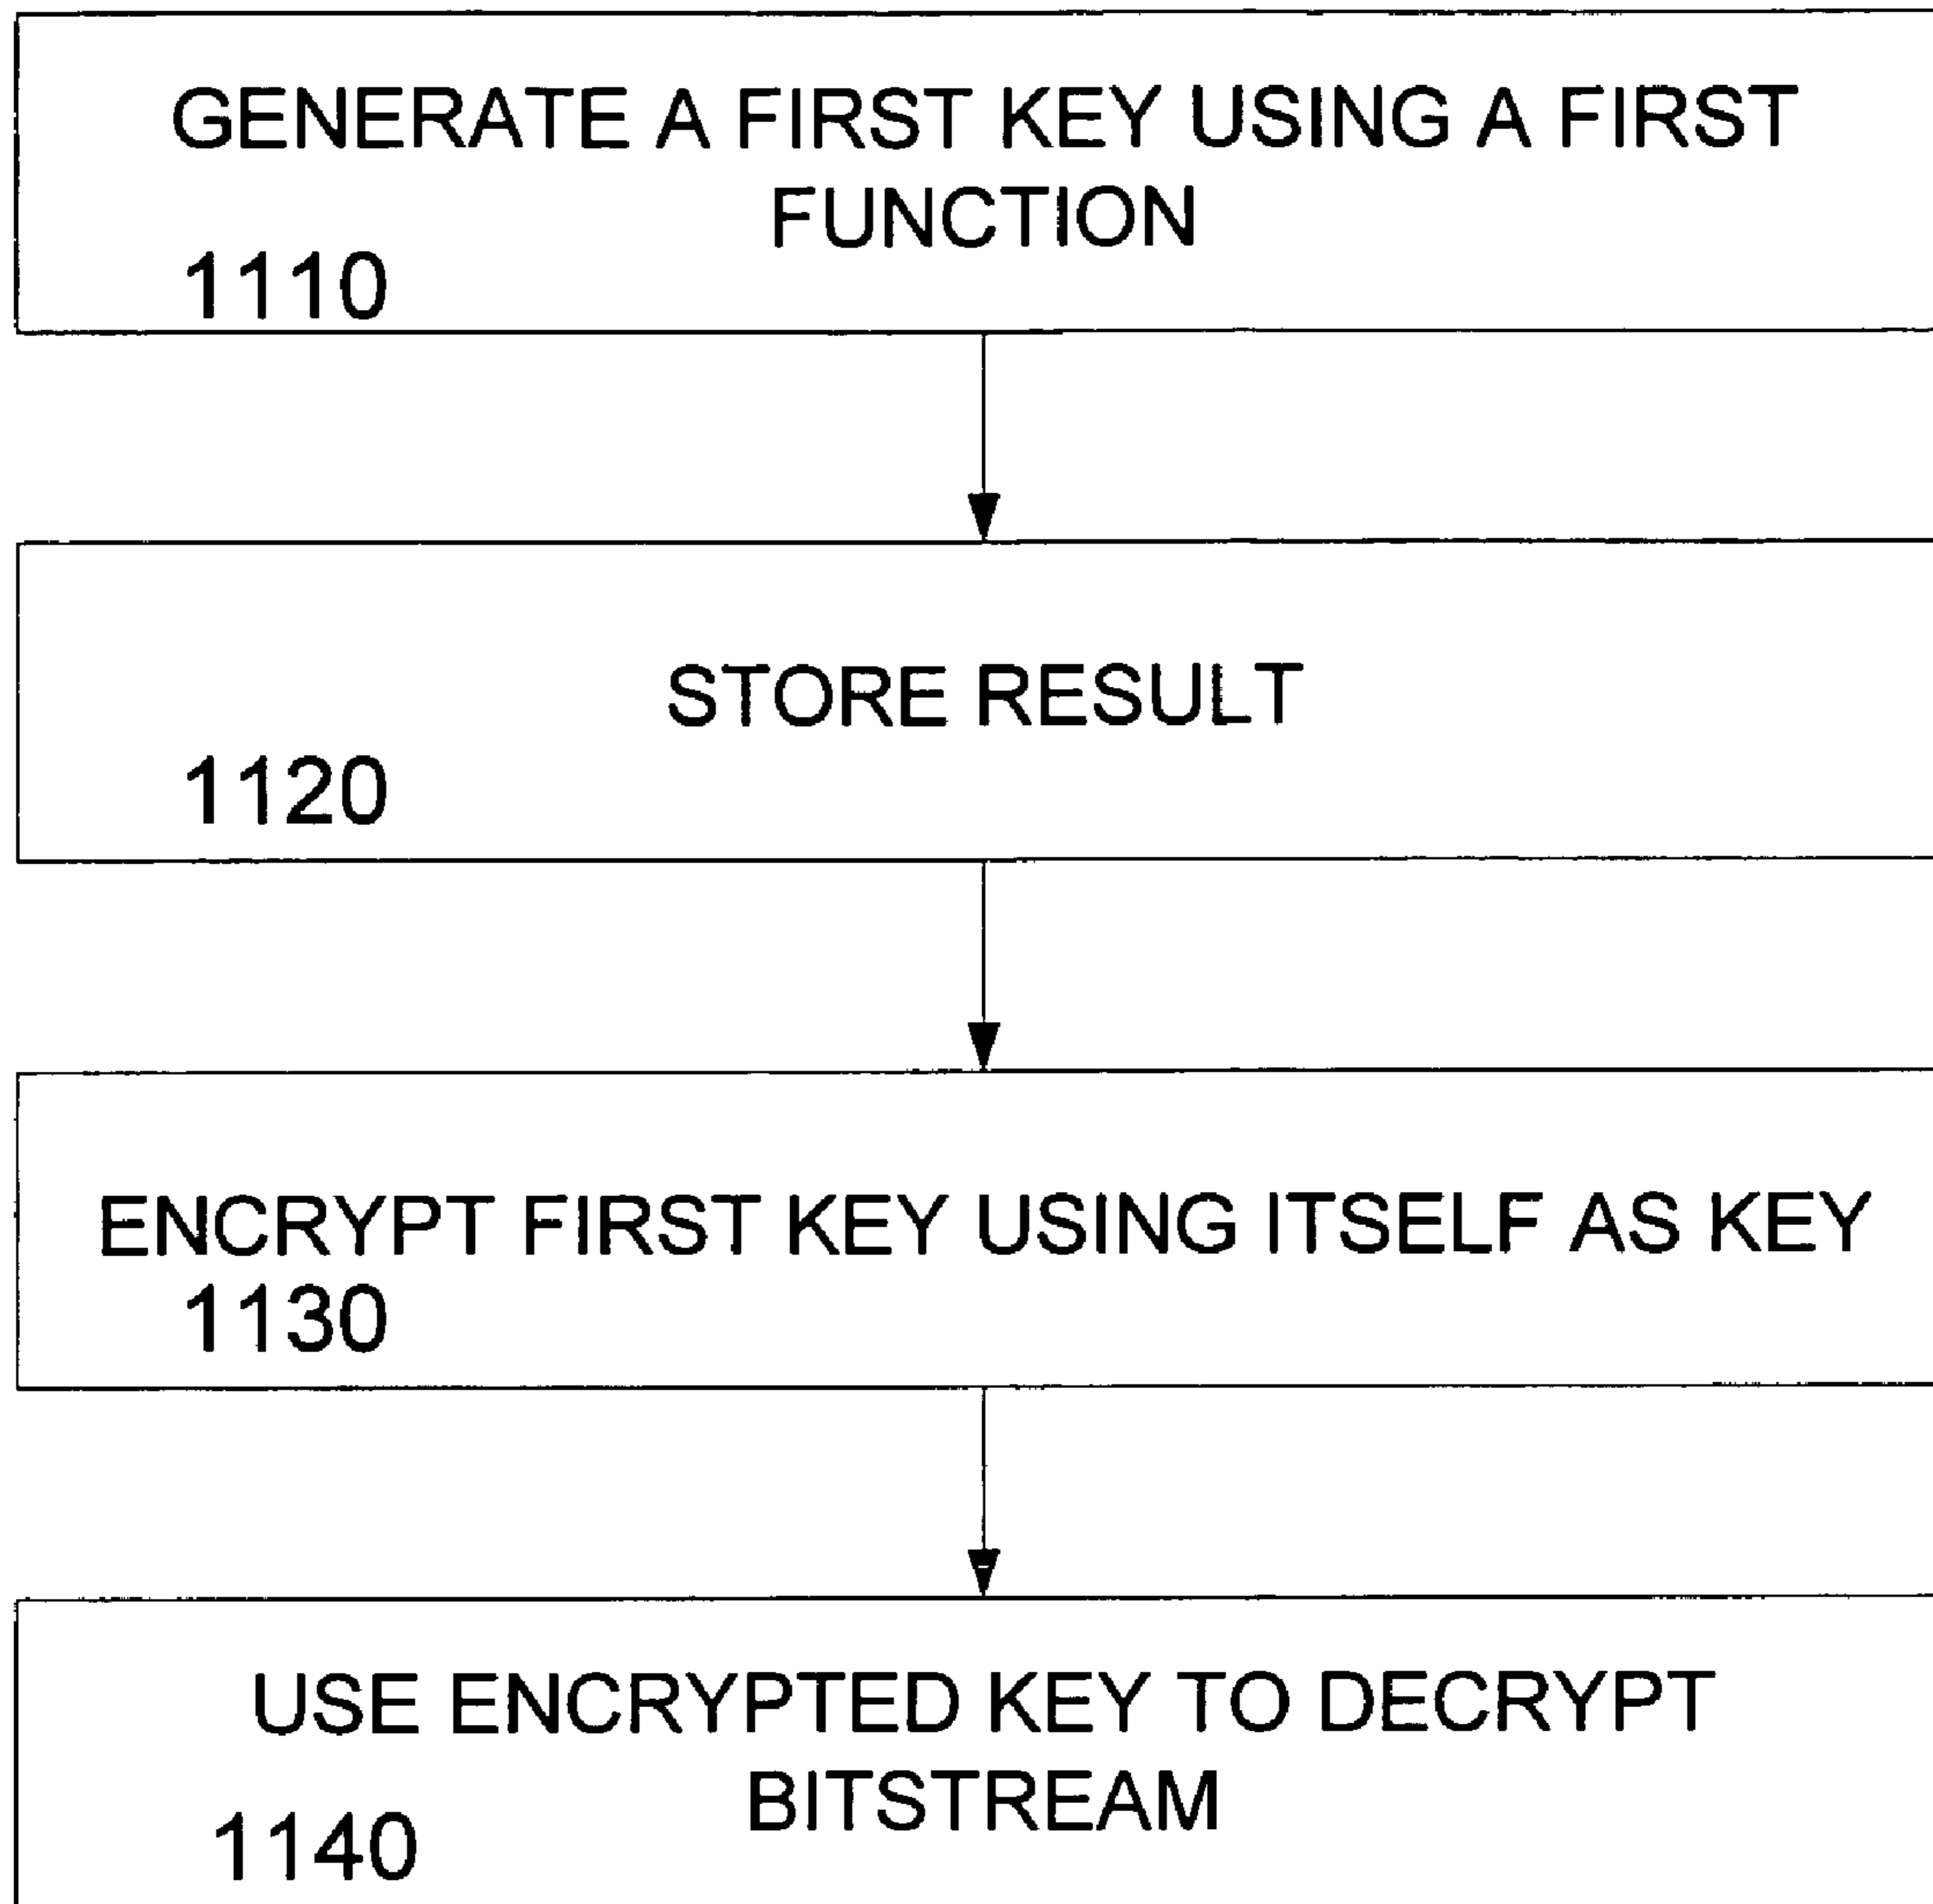 GENERATE A FIRST KEY USING A FIRST
FUNCTION
1110
STORE RESULT
1120
ENCRYPT FIRST KEY USING ITSELF AS KEY
1130
USE ENCRYPTED KEY TO DECRYPT
BITSTREAM
1140